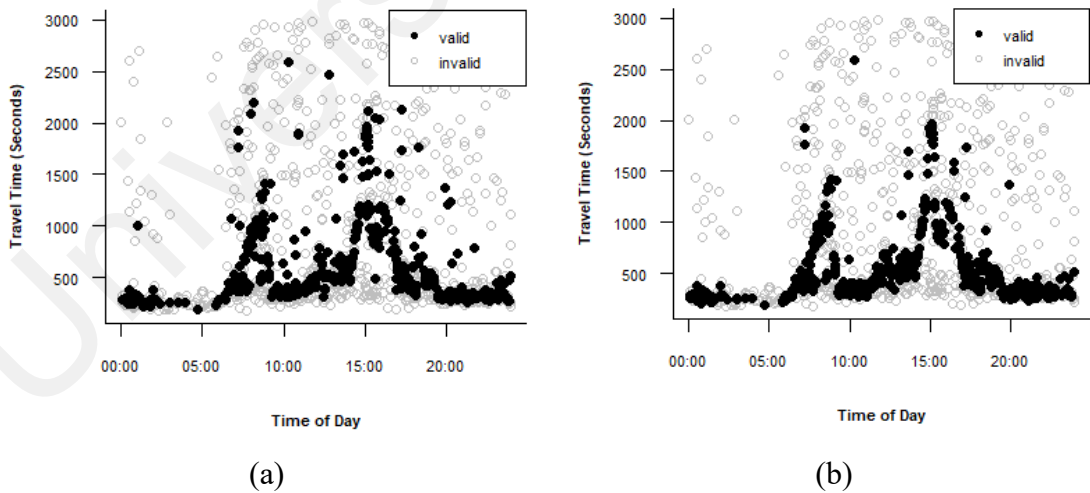 Univers
3000
2500
2000
1500
1000
500
Travel Time (Seconds)
valid
invalid
00:00 05:00 10:00 15:00 20:00
Time of Day
(a)
3000
2500
2000
1500
1000
500
Travel Time (Seconds)
valid
invalid
00:00 05:00 10:00 15:00 20:00
Time of Day
(b)